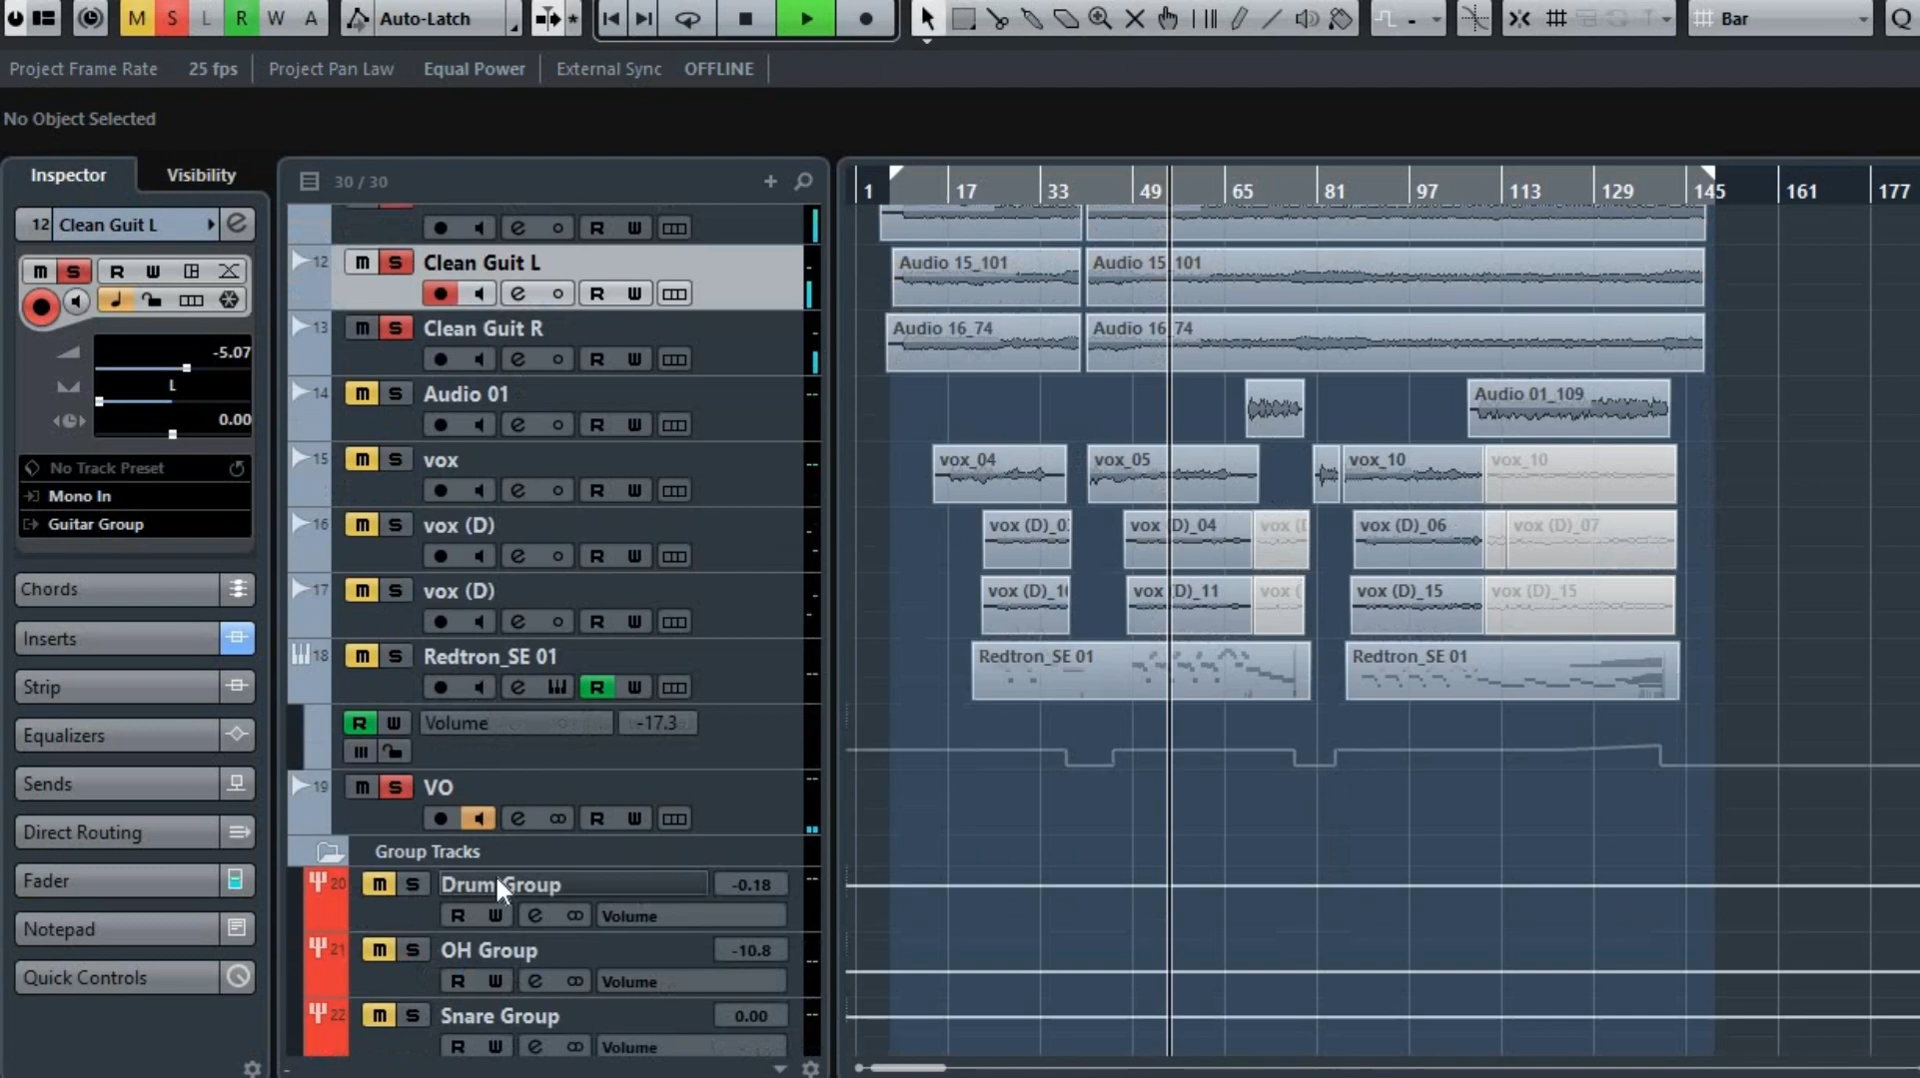 M S L R W A Auto-Latch * - Bar Q
Project Frame Rate 25 fps Project Pan Law Equal Power External Sync OFFLINE
No Object Selected
Inspector Visibility
30 / 30
1 17 33 49 65 81 97 113 129 145 161 177
12 Clean Guit L e
M S R W
-5.07
L
0.00
No Track Preset
Mono In
Guitar Group
Chords
Inserts
Strip
Equalizers
Sends
Direct Routing
Fader
Notepad
Quick Controls
e R W
12 M S Clean Guit L
e R W
13 M S Clean Guit R
e R W
14 M S Audio 01
e R W
15 M S vox
e R W
16 M S vox (D)
e R W
17 M S vox (D)
e R W
18 M S Redtron_SE 01
e R W
R W Volume -17.3
19 M S VO
e R W
Group Tracks
20 M S Drum Group -0.18
R W e Volume
21 M S OH Group -10.8
R W e Volume
22 M S Snare Group 0.00
R W e Volume
Audio 15_101 Audio 15_101
Audio 16_74 Audio 16_74
Audio 01_109
vox_04 vox_05 vox_10 vox_10
vox (D)_04 vox (D)_06 vox (D)_07
vox (D)_11 vox (D)_15 vox (D)_15
Redtron_SE 01 Redtron_SE 01